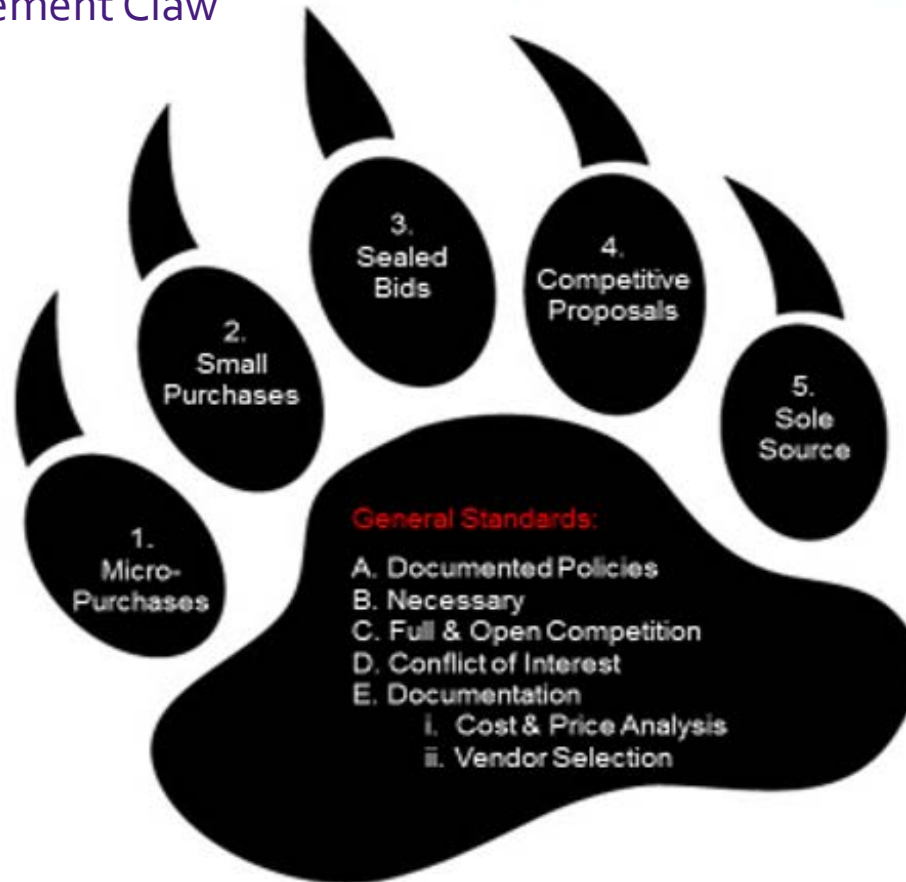 ement Claw
1.
Micro-
Purchases
2.
Small
Purchases
3.
Sealed
Bids
4.
Competitive
Proposals
5.
Sole
Source
General Standards:
A. Documented Policies
B. Necessary
C. Full & Open Competition
D. Conflict of Interest
E. Documentation
i. Cost & Price Analysis
ii. Vendor Selection